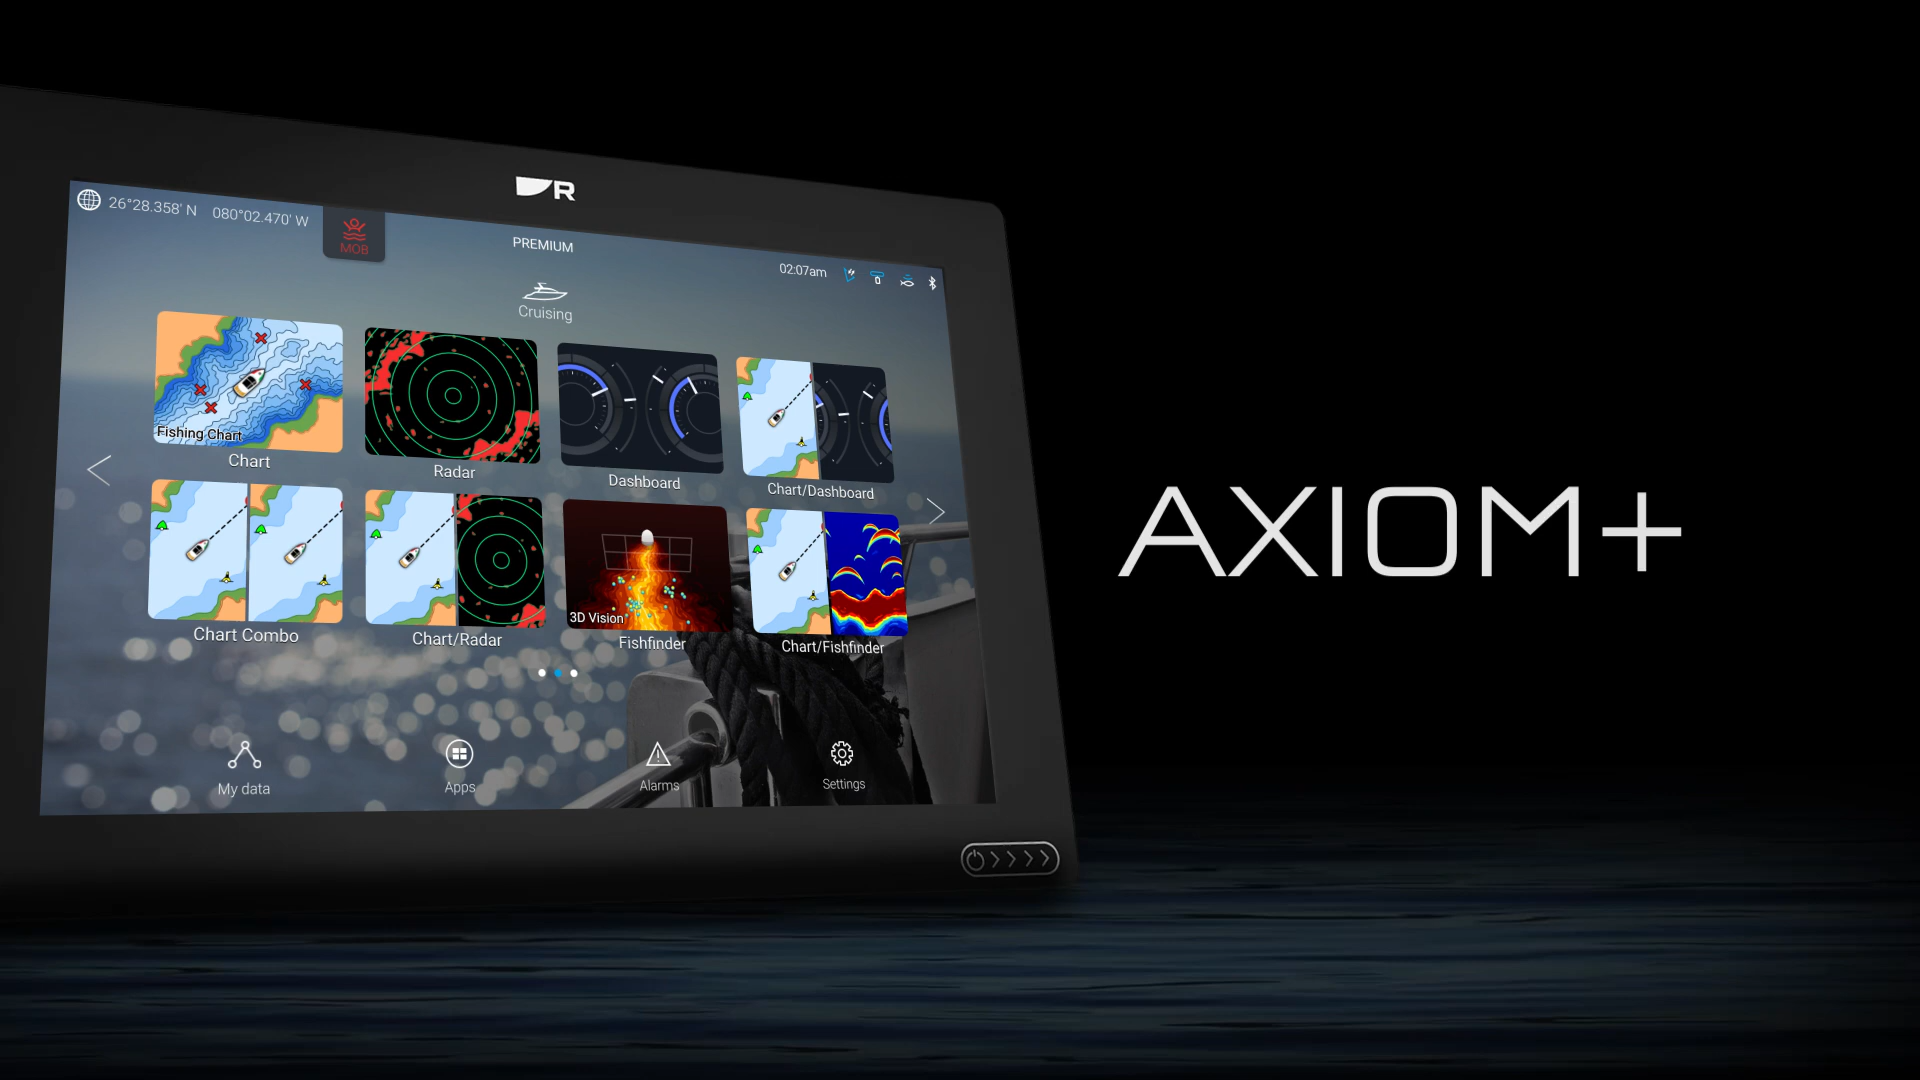 R
26°28.358' N 080°02.470' W
MOB
PREMIUM
02:07am
Cruising
Fishing Chart
Chart
Radar
Dashboard
Chart/Dashboard
Chart Combo
Chart/Radar
3D Vision
Fishfinder
Chart/Fishfinder
My data
Apps
Alarms
Settings
AXIOM+